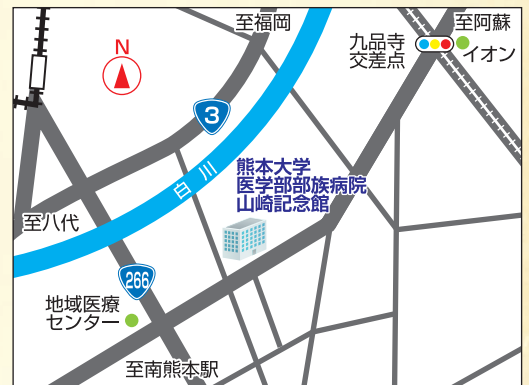 至福岡
至阿蘇
九品寺
交差点
イオン
N
3
熊本大学
医学部部族病院
山崎記念館
白川
至八代
266
地域医療
センター
至南熊本駅